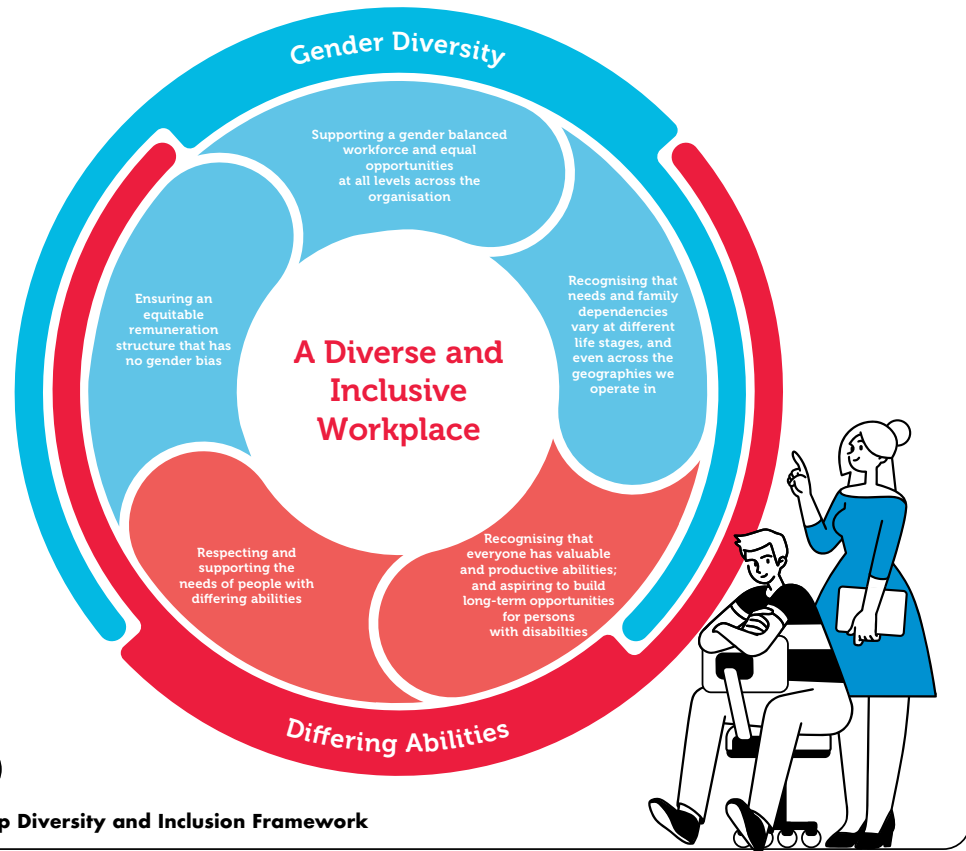 Gender Diversity
Supporting a gender balanced
workforce and equal
opportunities
at all levels across the
organisation
Recognising that
needs and family
dependencies
vary at different
life stages, and
even across the
geographies we
operate in
Ensuring an
equitable
remuneration
structure that has
no gender bias
A Diverse and
Inclusive
Workplace
Respecting and
supporting the
needs of people with
differing abilities
Recognising that
everyone has valuable
and productive abilities;
and aspiring to build
long-term opportunities
for persons
with disabilties
Differing Abilities
p Diversity and Inclusion Framework